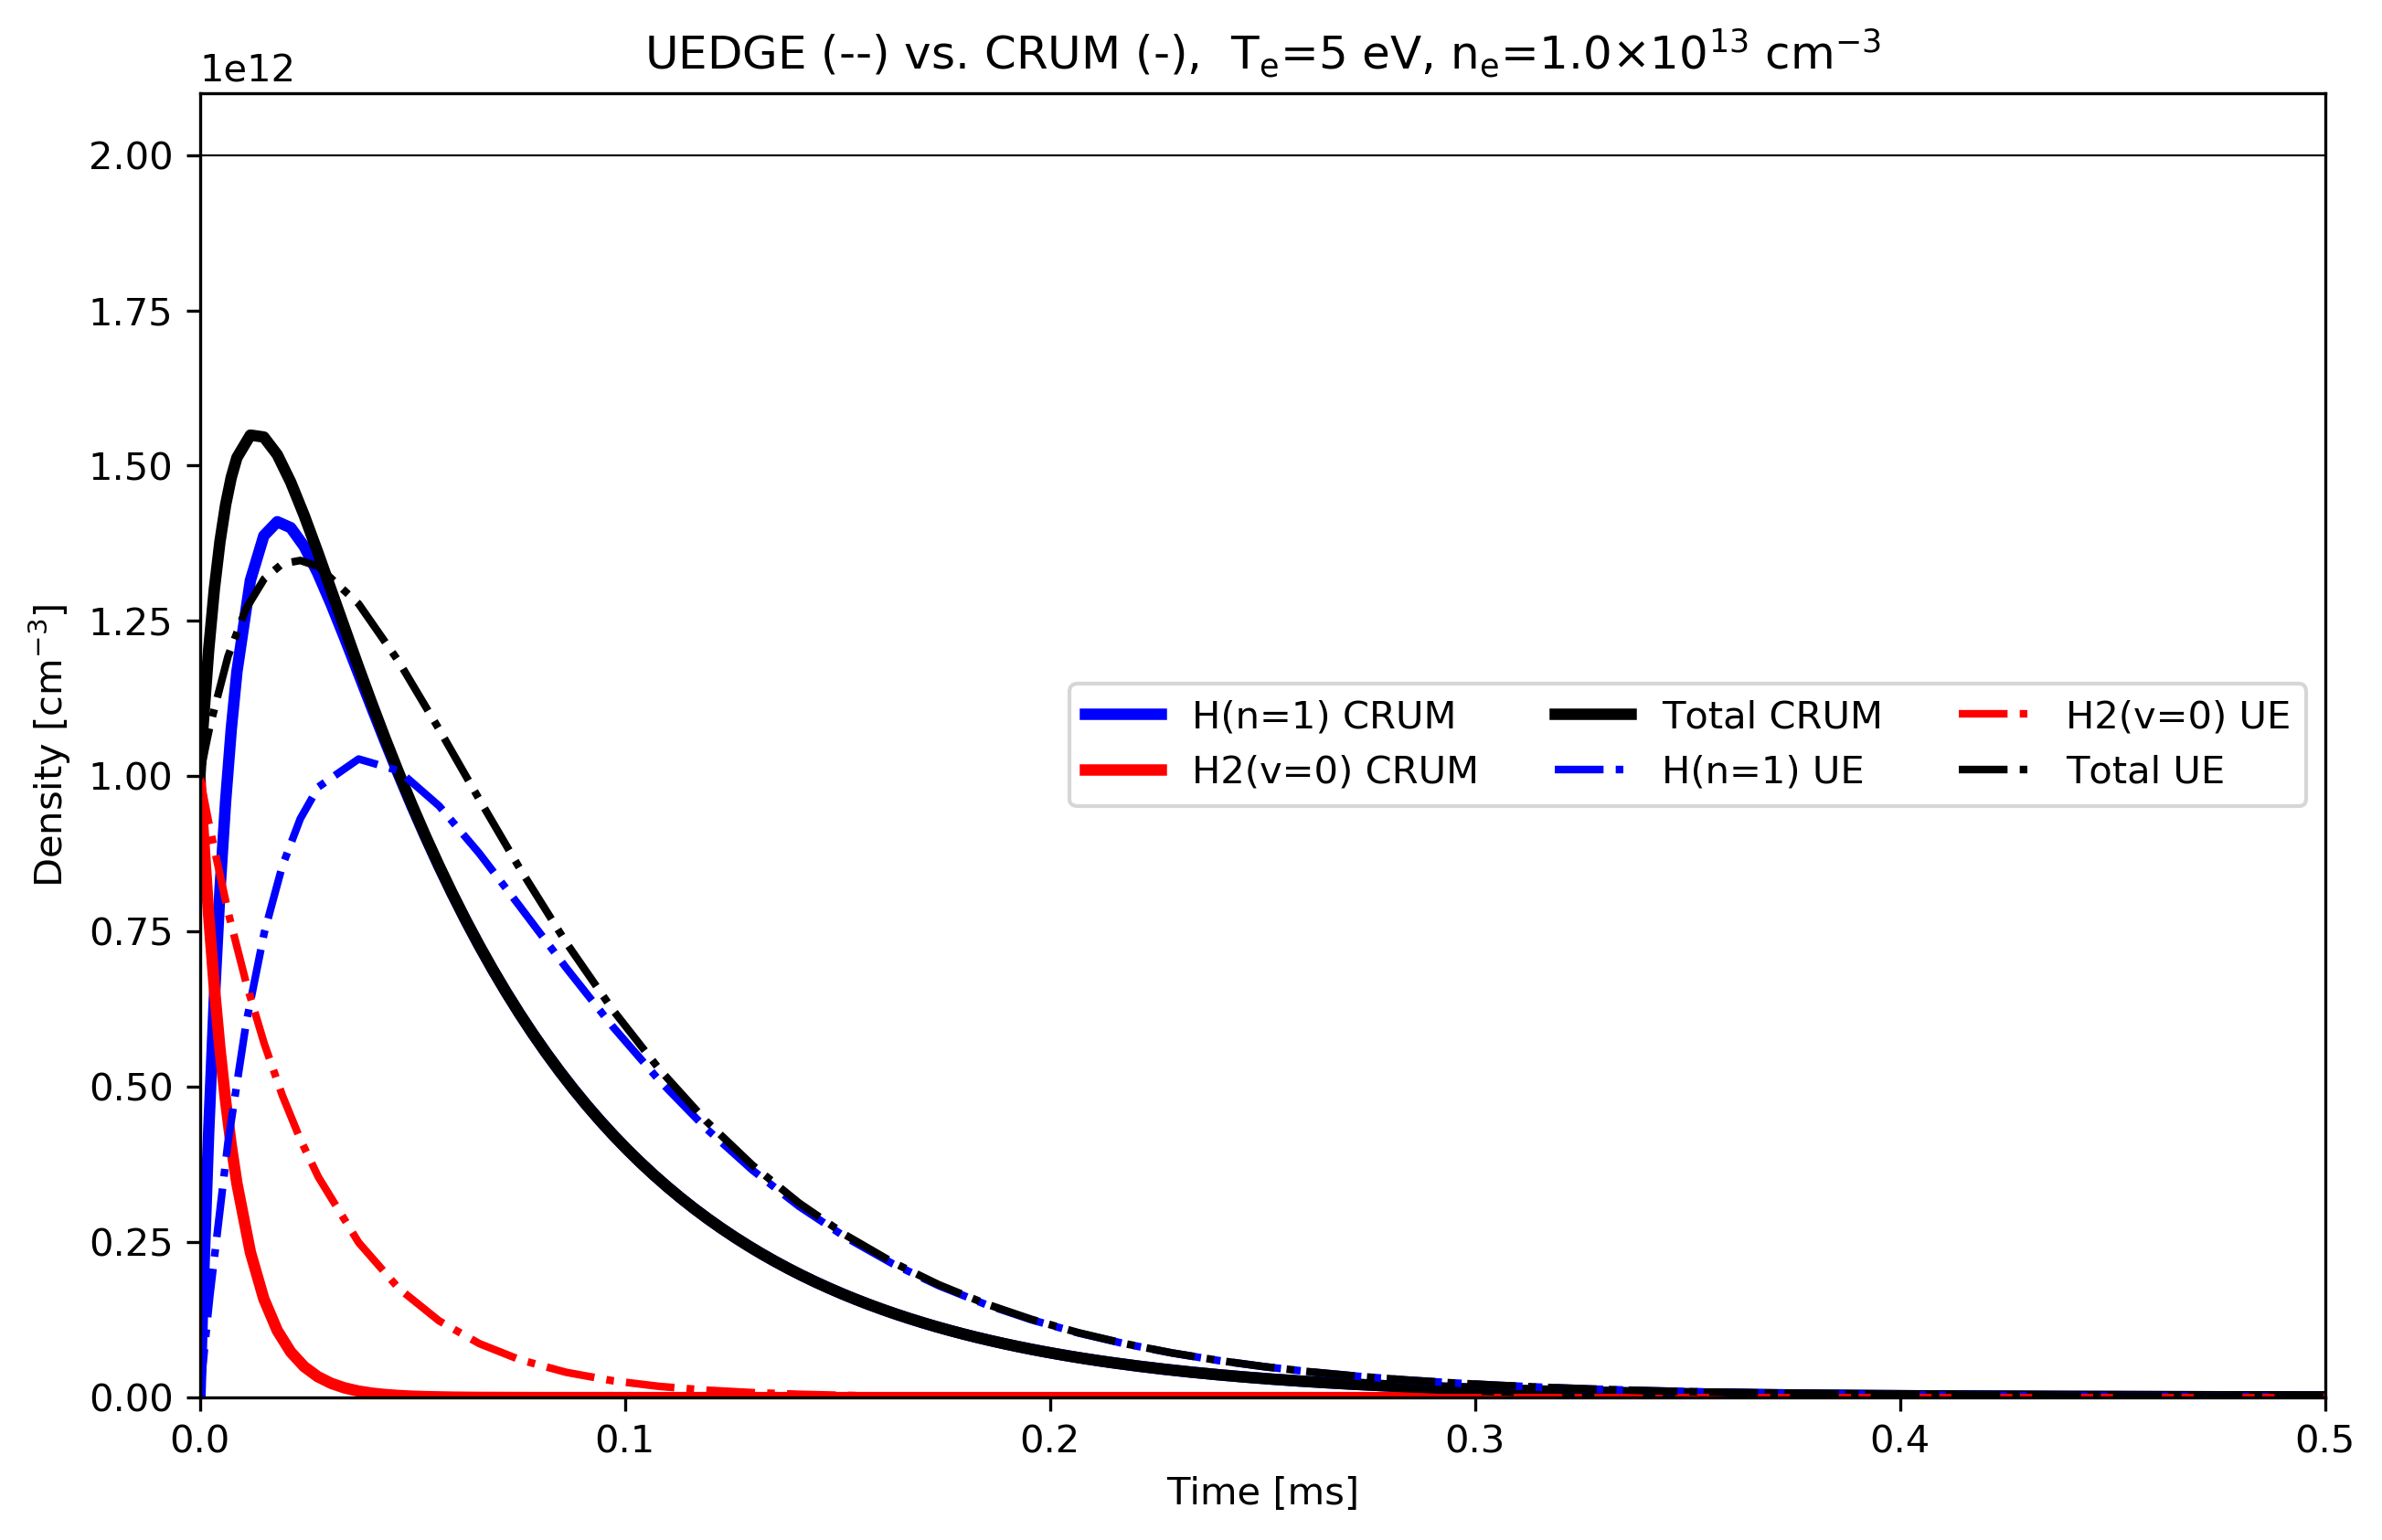 UEDGE (--) vs. CRUM (-),  Tₑ=5 eV, nₑ=1.0×10¹³ cm⁻³
1e12
2.00
1.75
1.50
1.25
1.00
0.75
0.50
0.25
0.00
Density [cm⁻³]
H(n=1) CRUM
H2(v=0) CRUM
Total CRUM
H(n=1) UE
H2(v=0) UE
Total UE
0.0 0.1 0.2 0.3 0.4 0.5
Time [ms]